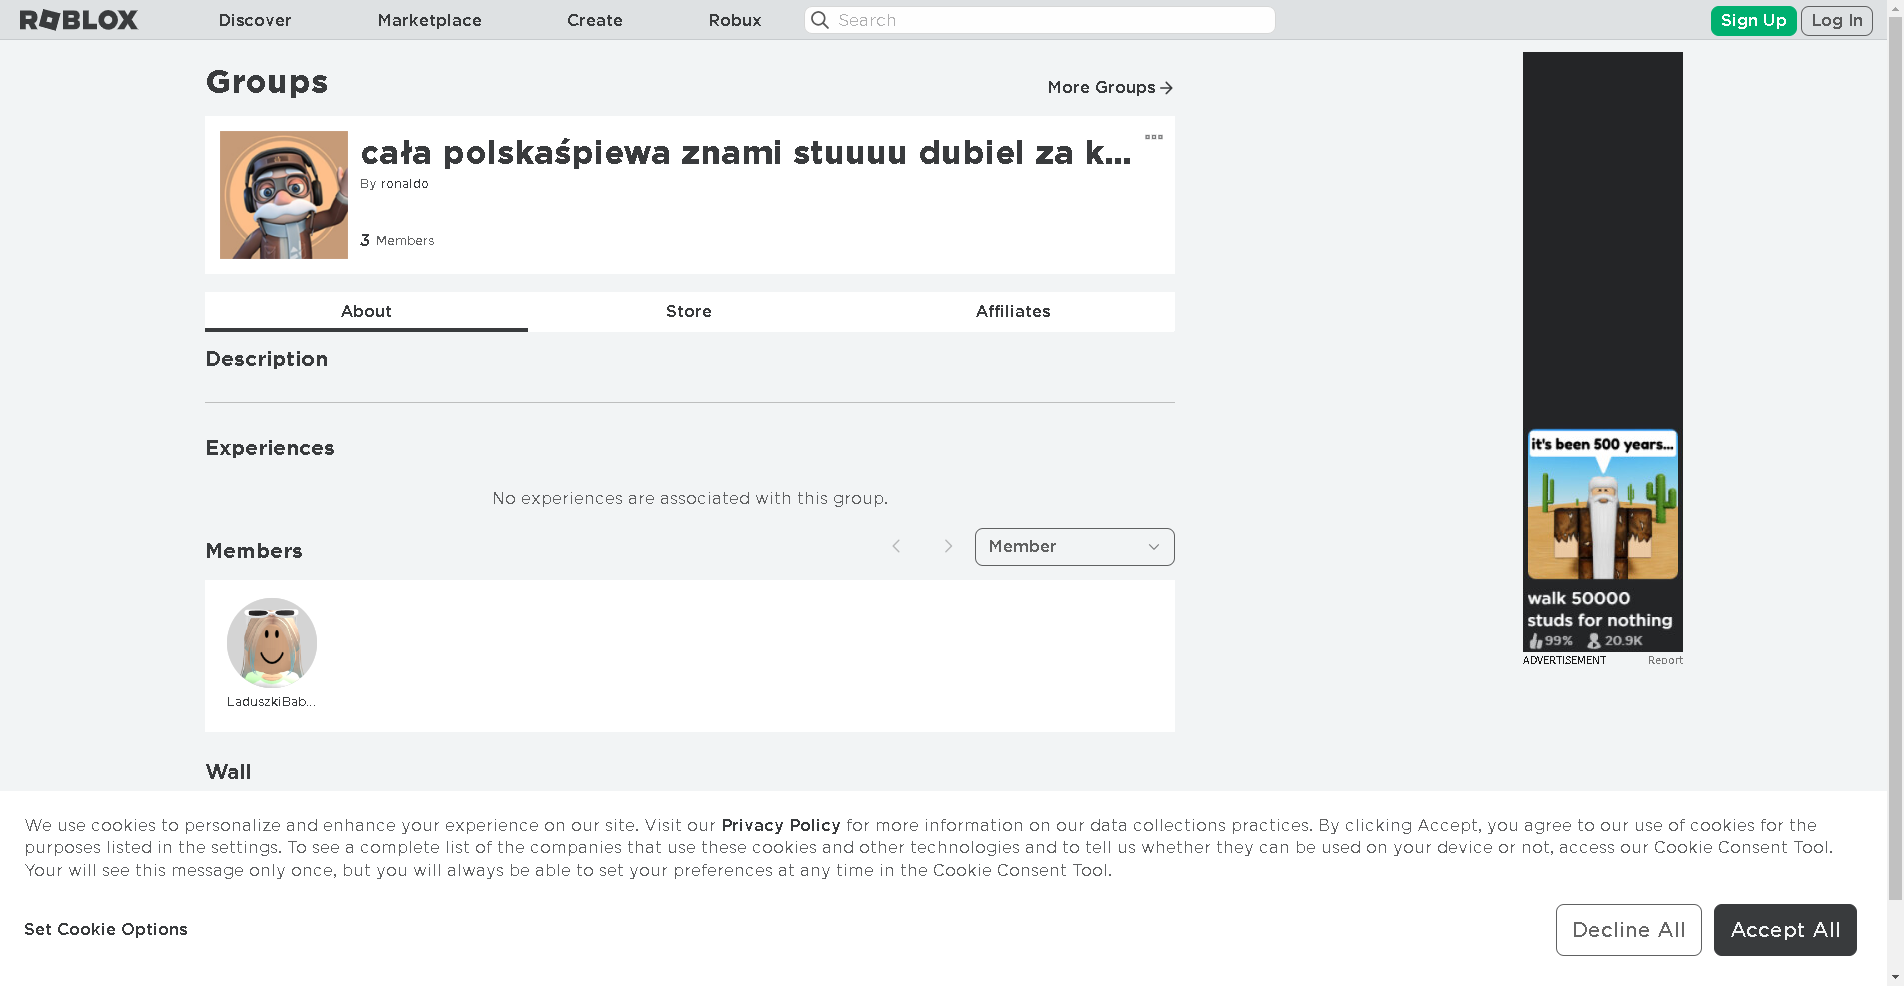 ROBLOX Discover Marketplace Create Robux Search Sign Up Log In
Groups
More Groups
cała polskaśpiewa znami stuuuu dubiel za k...
By ronaldo
3 Members
About Store Affiliates
Description
Experiences
No experiences are associated with this group.
Members
Member
LaduszkiBab...
Wall
it's been 500 years...
walk 50000
studs for nothing
99% 20.9K
ADVERTISEMENT Report
We use cookies to personalize and enhance your experience on our site. Visit our Privacy Policy for more information on our data collections practices. By clicking Accept, you agree to our use of cookies for the
purposes listed in the settings. To see a complete list of the companies that use these cookies and other technologies and to tell us whether they can be used on your device or not, access our Cookie Consent Tool.
Your will see this message only once, but you will always be able to set your preferences at any time in the Cookie Consent Tool.
Set Cookie Options
Decline All Accept All